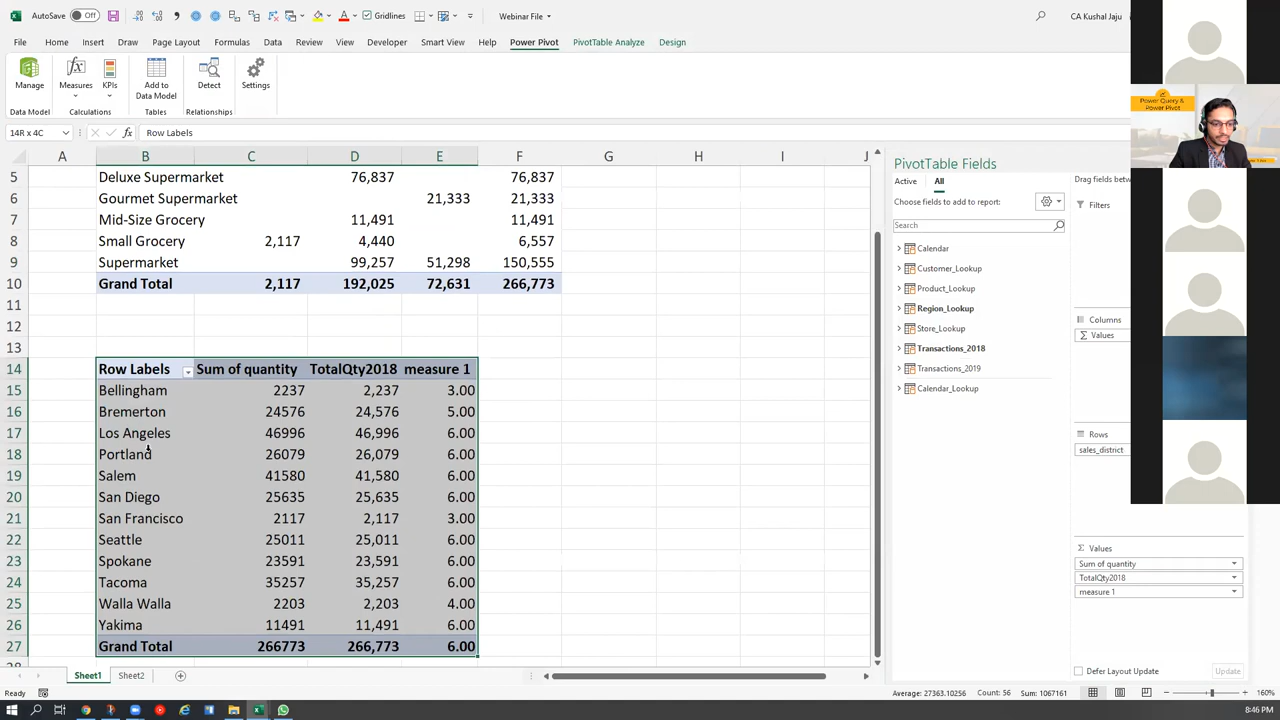 AutoSave Off
Gridlines
Webinar File
CA Kushal Jaju
File Home Insert Draw Page Layout Formulas Data Review View Developer Smart View Help Power Pivot PivotTable Analyze Design
Manage
Measures
KPIs
Add to Data Model
Detect
Settings
Data Model
Calculations
Tables
Relationships
Power Query & Power Pivot
14R x 4C
fx
Row Labels
A B C D E F G H I J
5 Deluxe Supermarket 76,837 76,837
6 Gourmet Supermarket 21,333 21,333
7 Mid-Size Grocery 11,491 11,491
8 Small Grocery 2,117 4,440 6,557
9 Supermarket 99,257 51,298 150,555
10 Grand Total 2,117 192,025 72,631 266,773
11
12
13
14 Row Labels Sum of quantity TotalQty2018 measure 1
15 Bellingham 2237 2,237 3.00
16 Bremerton 24576 24,576 5.00
17 Los Angeles 46996 46,996 6.00
18 Portland 26079 26,079 6.00
19 Salem 41580 41,580 6.00
20 San Diego 25635 25,635 6.00
21 San Francisco 2117 2,117 3.00
22 Seattle 25011 25,011 6.00
23 Spokane 23591 23,591 6.00
24 Tacoma 35257 35,257 6.00
25 Walla Walla 2203 2,203 4.00
26 Yakima 11491 11,491 6.00
27 Grand Total 266773 266,773 6.00
28
PivotTable Fields
Active All
Choose fields to add to report:
Search
Calendar
Customer_Lookup
Product_Lookup
Region_Lookup
Store_Lookup
Transactions_2018
Transactions_2019
Calendar_Lookup
Drag fields betw
Filters
Columns
Σ Values
Rows
sales_district
Σ Values
Sum of quantity
TotalQty2018
measure 1
Defer Layout Update
Update
Sheet1 Sheet2
Ready
Average: 27363.10256 Count: 56 Sum: 1067161
160%
8:46 PM